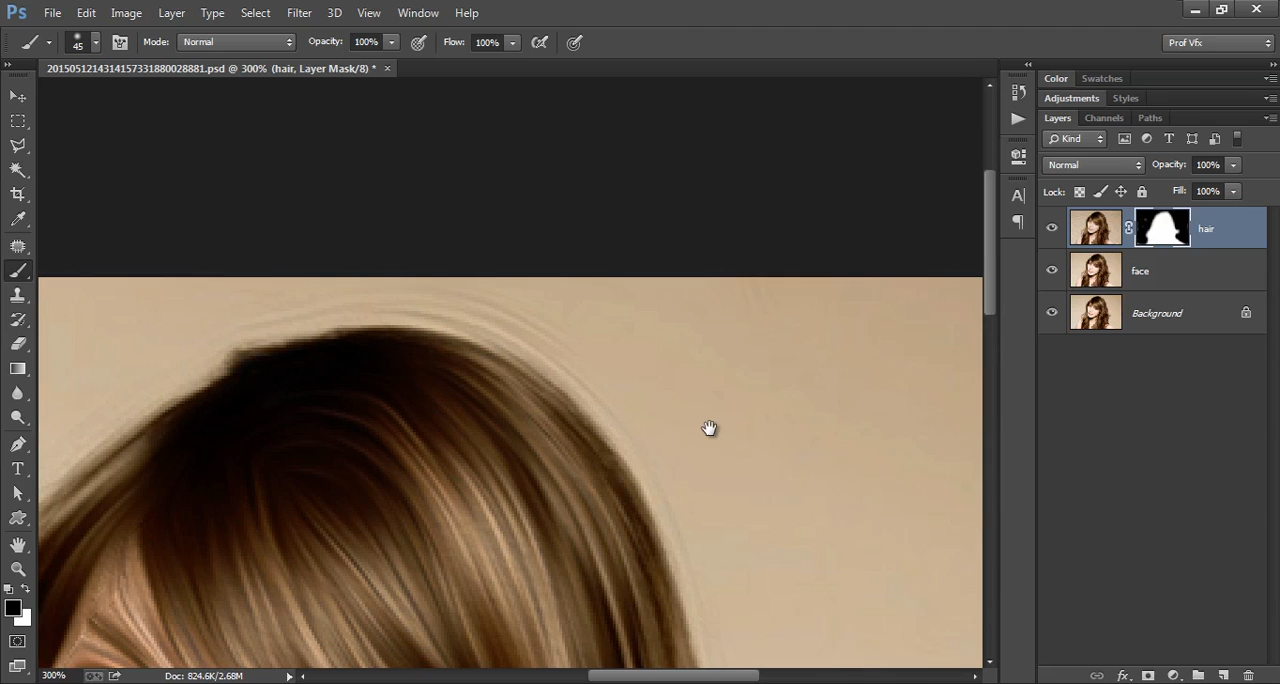 Ps File Edit Image Layer Type Select Filter 3D View Window Help
45 Mode: Normal Opacity: 100% Flow: 100% Prof Vfx
2015051214314157331880028881.psd @ 300% (hair, Layer Mask/8) * ×
Color Swatches
Adjustments Styles
Layers Channels Paths
Kind T
Normal Opacity: 100%
Lock: Fill: 100%
A
hair
face
Background
T
300% Doc: 824.6K/2.68M fx